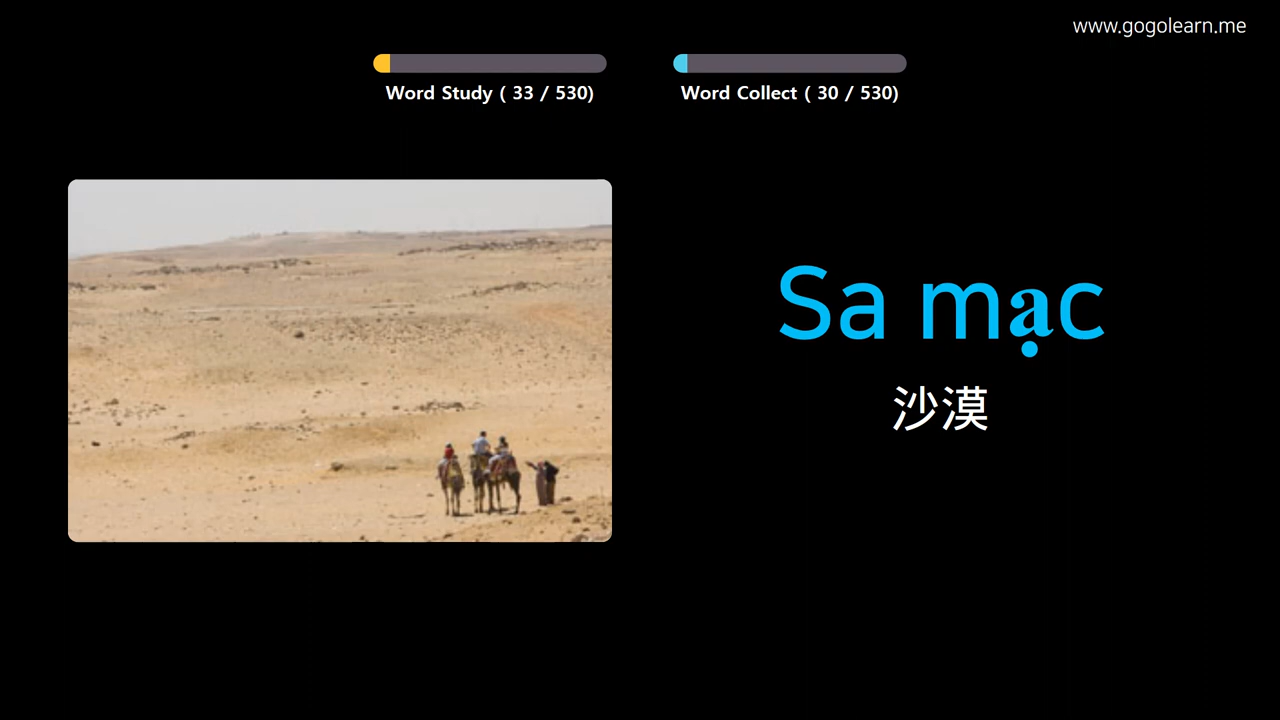 www.gogolearn.me
Word Study ( 33 / 530)
Word Collect ( 30 / 530)
Sa mạc
沙漠